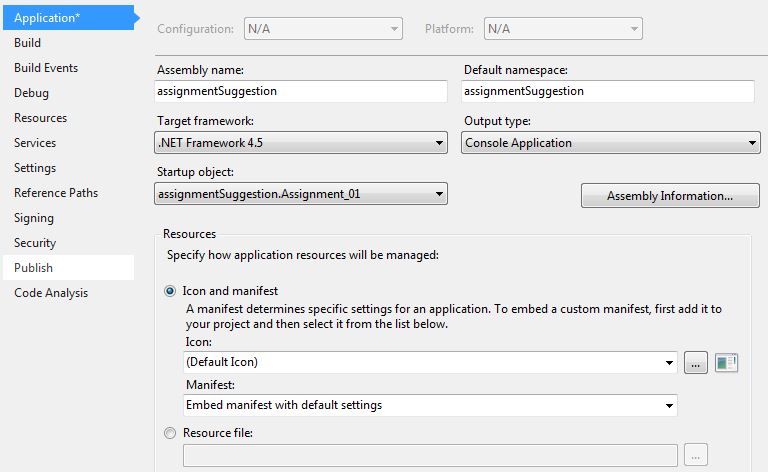 Application*
Build
Build Events
Debug
Resources
Services
Settings
Reference Paths
Signing
Security
Publish
Code Analysis
Configuration: N/A Platform: N/A
Assembly name: Default namespace:
assignmentSuggestion assignmentSuggestion
Target framework: Output type:
.NET Framework 4.5 Console Application
Startup object:
assignmentSuggestion.Assignment_01 Assembly Information...
Resources
Specify how application resources will be managed:
Icon and manifest
A manifest determines specific settings for an application. To embed a custom manifest, first add it to
your project and then select it from the list below.
Icon:
(Default Icon) ...
Manifest:
Embed manifest with default settings
Resource file:
...